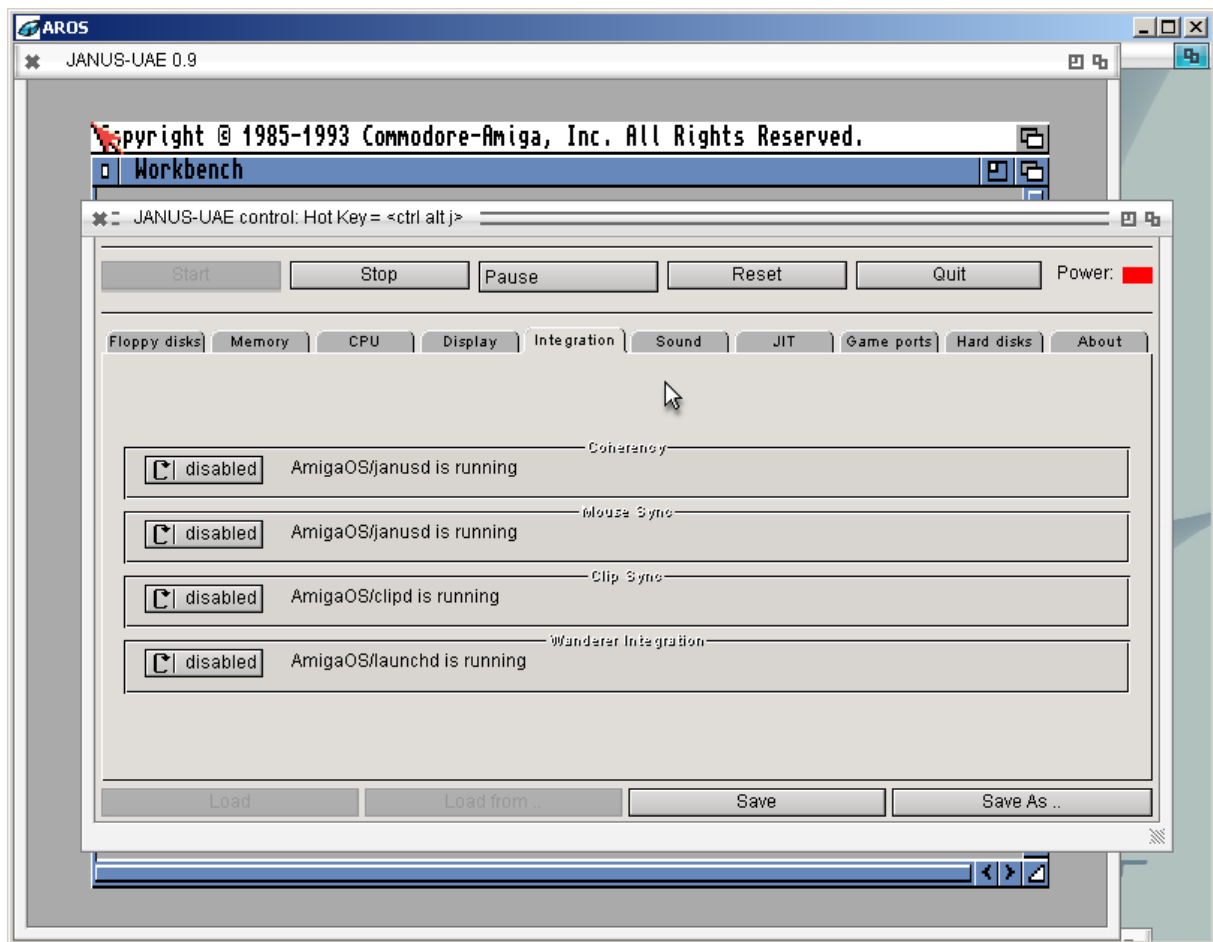 AROS
JANUS-UAE 0.9
pyright © 1985-1993 Commodore-Amiga, Inc. All Rights Reserved.
Workbench
JANUS-UAE control: Hot Key = <ctrl alt j>
Start Stop Pause Reset Quit Power:
Floppy disks Memory CPU Display Integration Sound JIT Game ports Hard disks About
Coherency
disabled AmigaOS/janusd is running
Mouse Sync
disabled AmigaOS/janusd is running
Clip Sync
disabled AmigaOS/clipd is running
Wanderer Integration
disabled AmigaOS/launchd is running
Load Load from .. Save Save As ..